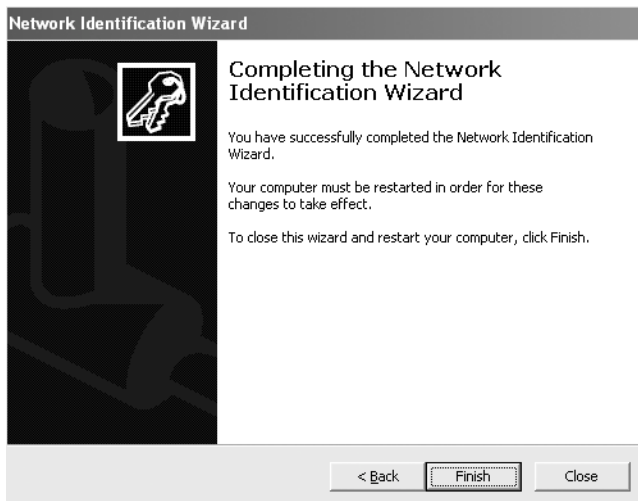 Network Identification Wizard
Completing the Network
Identification Wizard
You have successfully completed the Network Identification
Wizard.
Your computer must be restarted in order for these
changes to take effect.
To close this wizard and restart your computer, click Finish.
< Back
Finish
Close